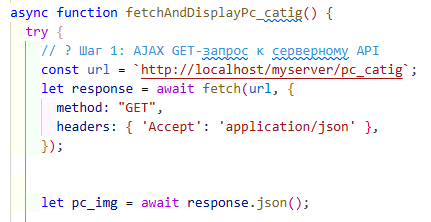 async function fetchAndDisplayPc_catig() {
try {
// ? Шаг 1: AJAX GET-запрос к серверному API
const url = `http://localhost/myserver/pc_catig`;
let response = await fetch(url, {
method: "GET",
headers: { 'Accept': 'application/json' },
});
let pc_img = await response.json();